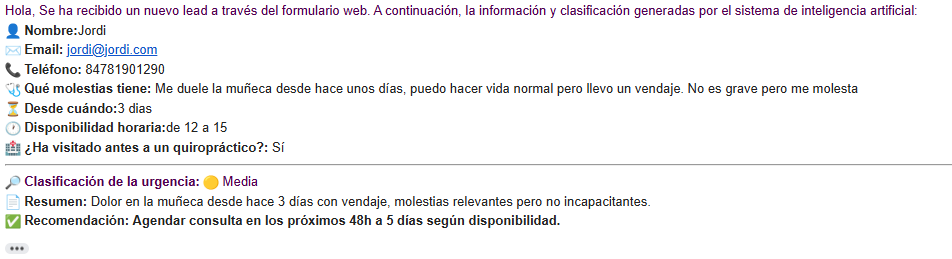 Hola, Se ha recibido un nuevo lead a través del formulario web. A continuación, la información y clasificación generadas por el sistema de inteligencia artificial:
👤 Nombre:Jordi
✉️ Email: jordi@jordi.com
📞 Teléfono: 84781901290
🩺 Qué molestias tiene: Me duele la muñeca desde hace unos días, puedo hacer vida normal pero llevo un vendaje. No es grave pero me molesta
⏳ Desde cuándo:3 dias
🕐 Disponibilidad horaria:de 12 a 15
🏥 ¿Ha visitado antes a un quiropráctico?: Sí
🔎 Clasificación de la urgencia: 🟡 Media
📄 Resumen: Dolor en la muñeca desde hace 3 días con vendaje, molestias relevantes pero no incapacitantes.
✅ Recomendación: Agendar consulta en los próximos 48h a 5 días según disponibilidad.